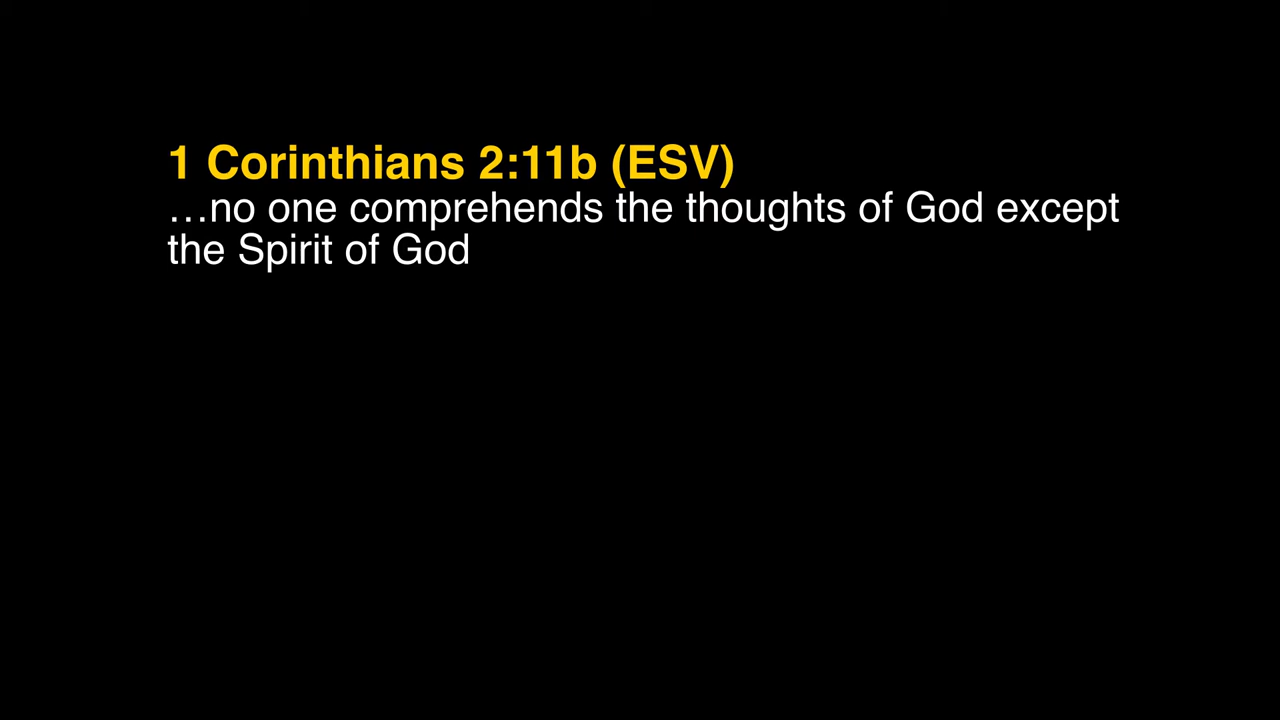 1 Corinthians 2:11b (ESV)
…no one comprehends the thoughts of God except
the Spirit of God